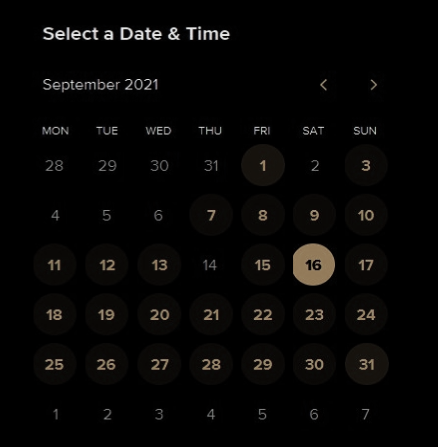 Select a Date & Time
September 2021
MON TUE WED THU FRI SAT SUN
28 29 30 31 1 2 3
4 5 6 7 8 9 10
11 12 13 14 15 16 17
18 19 20 21 22 23 24
25 26 27 28 29 30 31
1 2 3 4 5 6 7